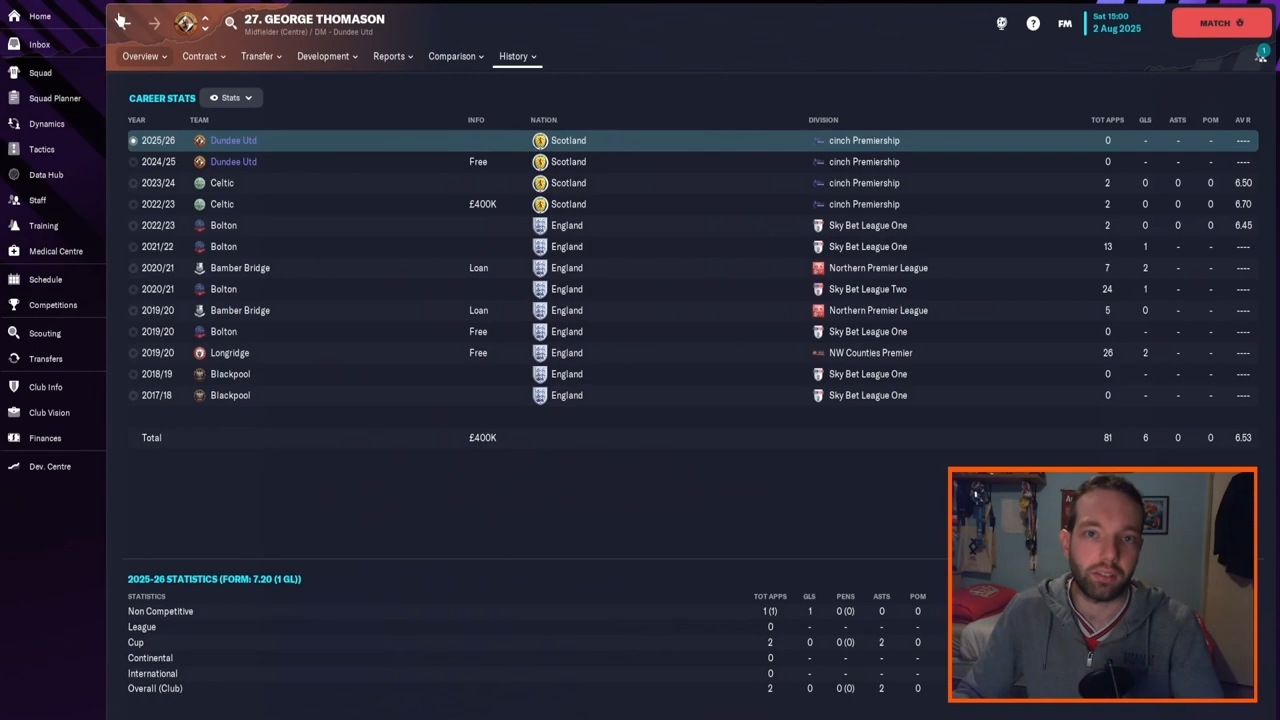 Home
Inbox
Squad
Squad Planner
Dynamics
Tactics
Data Hub
Staff
Training
Medical Centre
Schedule
Competitions
Scouting
Transfers
Club Info
Club Vision
Finances
Dev. Centre
27. GEORGE THOMASON
Midfielder (Centre) / DM - Dundee Utd
FM
Sat 15:00
2 Aug 2025
MATCH
1
Overview Contract Transfer Development Reports Comparison History
CAREER STATS Stats
YEAR TEAM INFO NATION DIVISION TOT APPS GLS ASTS POM AV R
2025/26 Dundee Utd Scotland cinch Premiership 0 - - - ----
2024/25 Dundee Utd Free Scotland cinch Premiership 0 - - - ----
2023/24 Celtic Scotland cinch Premiership 2 0 0 0 6.50
2022/23 Celtic £400K Scotland cinch Premiership 2 0 0 0 6.70
2022/23 Bolton England Sky Bet League One 2 0 0 0 6.45
2021/22 Bolton England Sky Bet League One 13 1 - - ----
2020/21 Bamber Bridge Loan England Northern Premier League 7 2 - - ----
2020/21 Bolton England Sky Bet League Two 24 1 - - ----
2019/20 Bamber Bridge Loan England Northern Premier League 5 0 - - ----
2019/20 Bolton Free England Sky Bet League One 0 - - - ----
2019/20 Longridge Free England NW Counties Premier 26 2 - - ----
2018/19 Blackpool England Sky Bet League One 0 - - - ----
2017/18 Blackpool England Sky Bet League One 0 - - - ----
Total £400K 81 6 0 0 6.53
2025-26 STATISTICS (FORM: 7.20 (1 GL))
STATISTICS TOT APPS GLS PENS ASTS POM
Non Competitive 1 (1) 1 0 (0) 0 0
League 0 - - - -
Cup 2 0 0 (0) 2 0
Continental 0 - - - -
International 0 - - - -
Overall (Club) 2 0 0 (0) 2 0